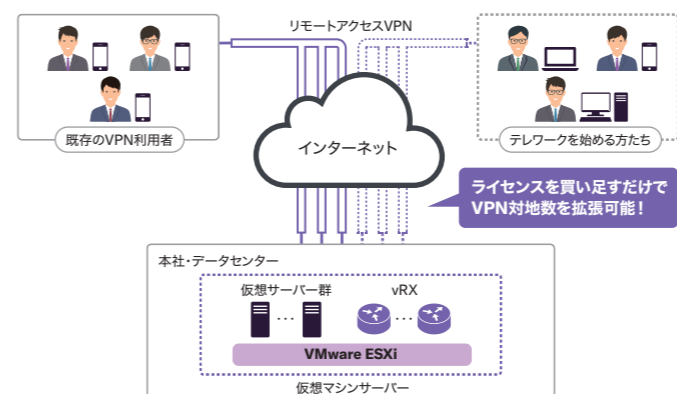 リモートアクセスVPN
既存のVPN利用者
テレワークを始める方たち
インターネット
ライセンスを買い足すだけで
VPN対地数を拡張可能！
本社・データセンター
仮想サーバー群
vRX
VMware ESXi
仮想マシンサーバー